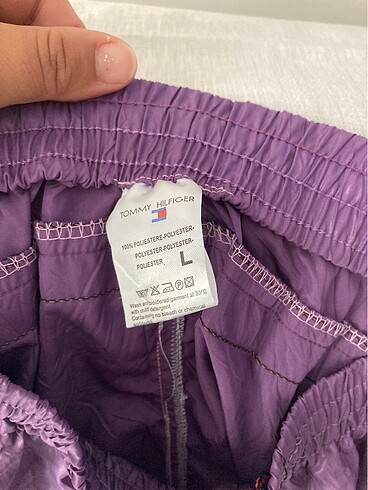 TOMMY HILFIGER
100% POLIESTERE-POLYESTER-
POLYESTER-POLYESTER-
POLIESTER
L
Wash embroidered garment at 30°C
with mild detergent.
Containing no bleach or chemical